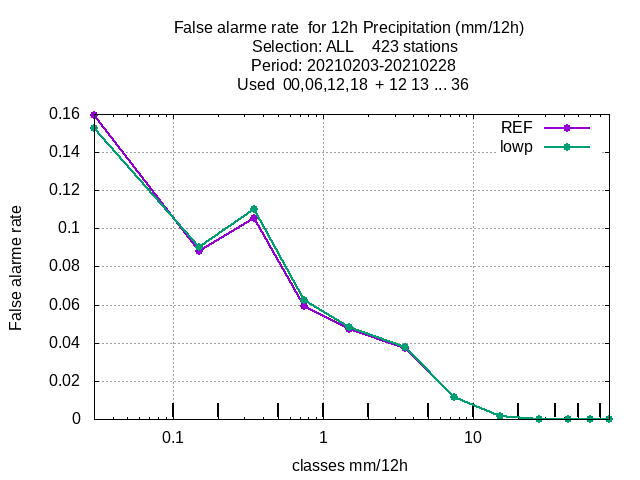 False alarme rate  for 12h Precipitation (mm/12h)
Selection: ALL    423 stations
Period: 20210203-20210228
Used  00,06,12,18  + 12 13 ... 36
0.16
REF
lowp
0.14
0.12
0.1
0.08
0.06
0.04
0.02
0
False alarme rate
0.1
1
10
classes mm/12h